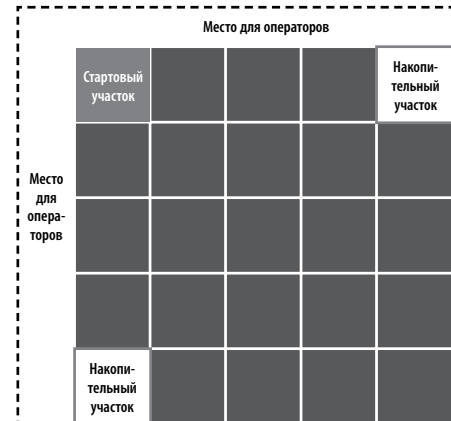 Место для операторов
Стартовый
участок
Накопи-
тельный
участок
Место
для
опера-
торов
Накопи-
тельный
участок